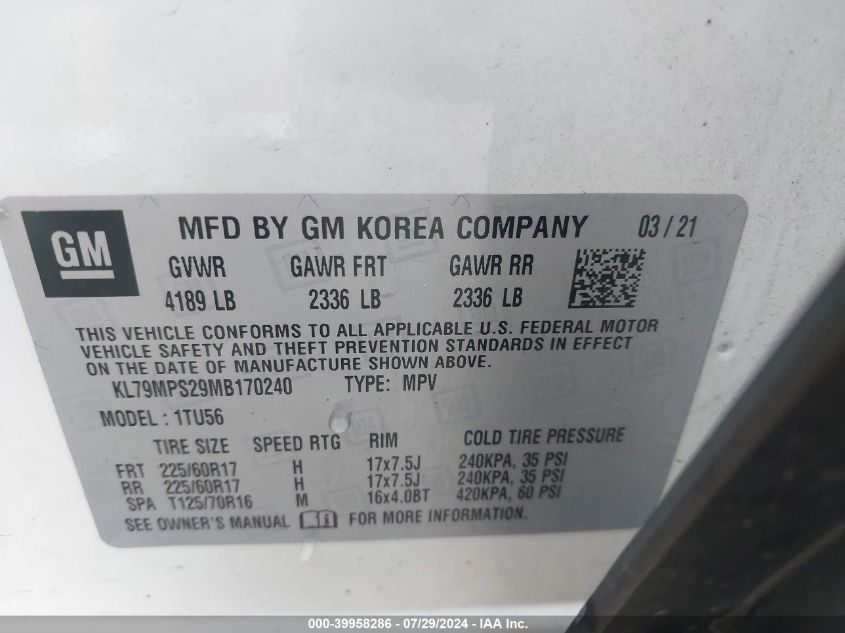 GM
MFD BY GM KOREA COMPANY 03/21
GVWR GAWR FRT GAWR RR
4189 LB 2336 LB 2336 LB
THIS VEHICLE CONFORMS TO ALL APPLICABLE U.S. FEDERAL MOTOR
VEHICLE SAFETY AND THEFT PREVENTION STANDARDS IN EFFECT
ON THE DATE OF MANUFACTURE SHOWN ABOVE.
KL79MPS29MB170240 TYPE: MPV
MODEL: 1TU56
TIRE SIZE SPEED RTG RIM COLD TIRE PRESSURE
FRT 225/60R17 H 17x7.5J 240KPA, 35 PSI
RR 225/60R17 H 17x7.5J 240KPA, 35 PSI
SPA T125/70R16 M 16x4.0BT 420KPA, 60 PSI
SEE OWNER'S MANUAL i FOR MORE INFORMATION.
000-39958286 - 07/29/2024 - IAA Inc.